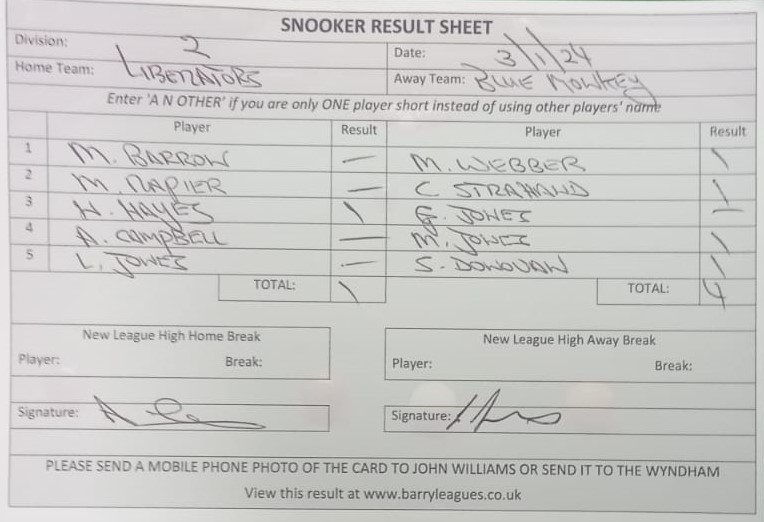 SNOOKER RESULT SHEET
Division: 2 Date: 3/1/24
Home Team: LIBERATORS Away Team: BLUE MONKEY
Enter 'A N OTHER' if you are only ONE player short instead of using other players' name
Player Result Player Result
1 M. BARROW — M. WEBBER 1
2 M. NAPIER — C. STRAHAND 1
3 N. HAYES 1 G. JONES —
4 A. CAMPBELL — M. JONES 1
5 L. JONES — S. DONOVAN 1
TOTAL: 1 TOTAL: 4
New League High Home Break New League High Away Break
Player: Break: Player: Break:
Signature: Signature:
PLEASE SEND A MOBILE PHONE PHOTO OF THE CARD TO JOHN WILLIAMS OR SEND IT TO THE WYNDHAM
View this result at www.barryleagues.co.uk